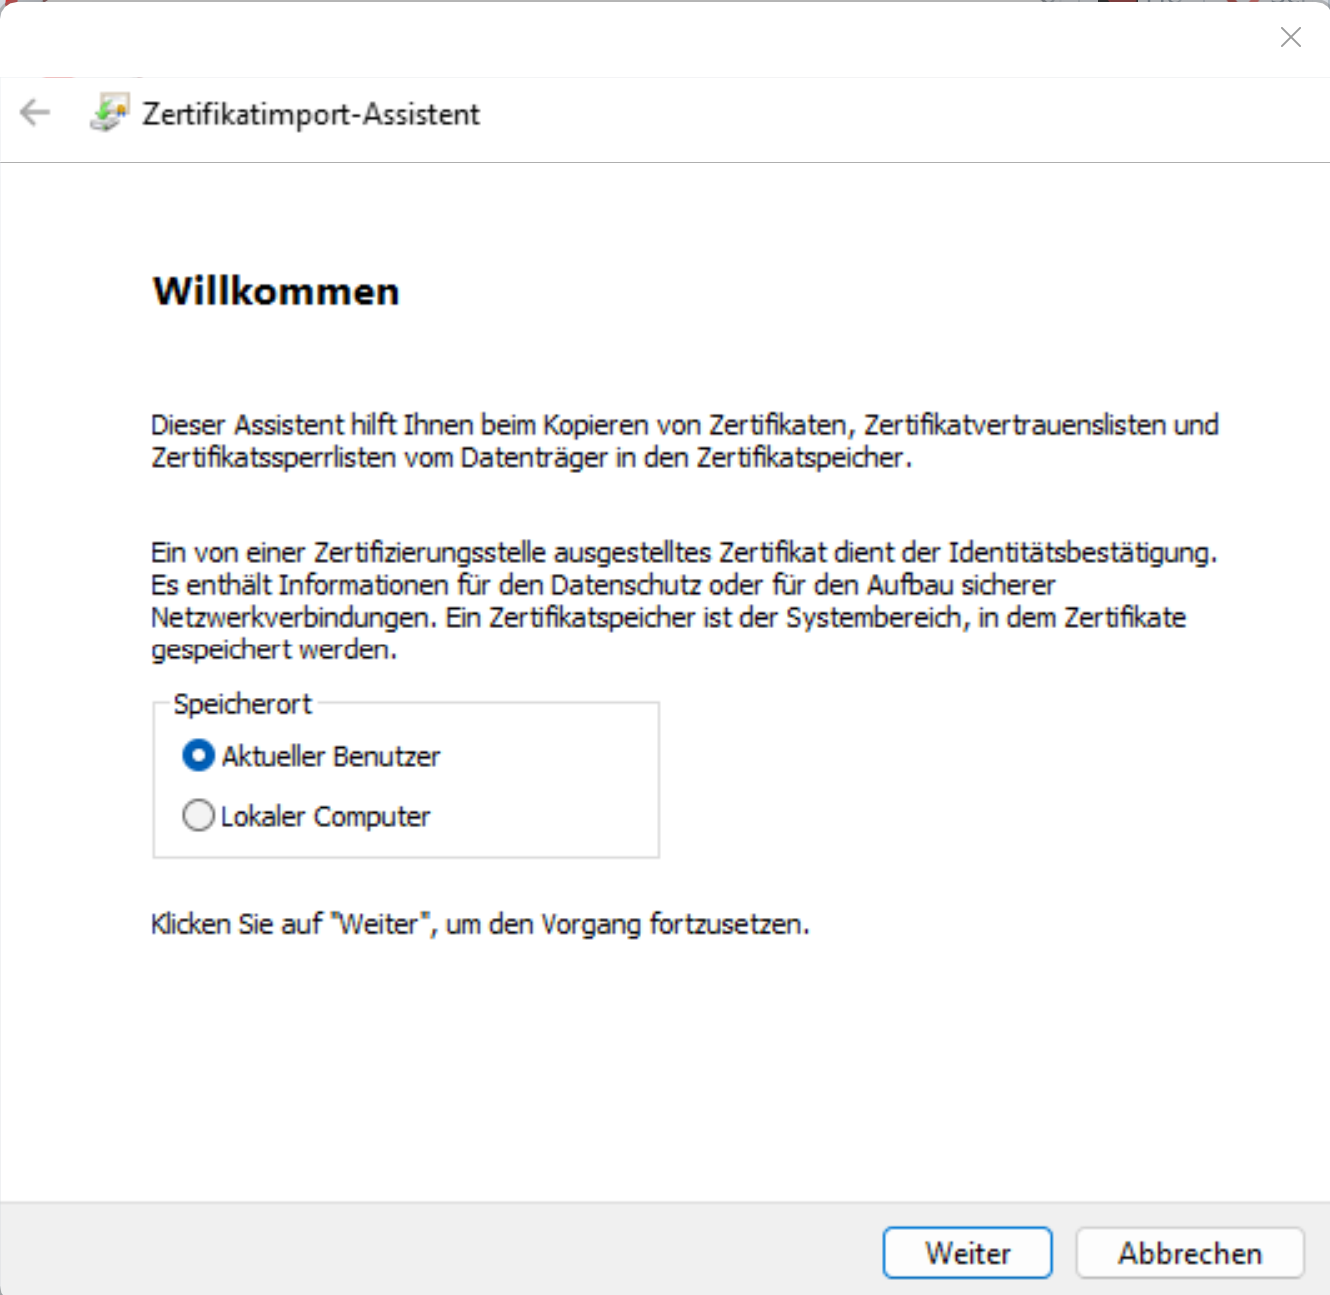 Zertifikatimport-Assistent
Willkommen
Dieser Assistent hilft Ihnen beim Kopieren von Zertifikaten, Zertifikatvertrauenslisten und
Zertifikatssperrlisten vom Datenträger in den Zertifikatspeicher.
Ein von einer Zertifizierungsstelle ausgestelltes Zertifikat dient der Identitätsbestätigung.
Es enthält Informationen für den Datenschutz oder für den Aufbau sicherer
Netzwerkverbindungen. Ein Zertifikatspeicher ist der Systembereich, in dem Zertifikate
gespeichert werden.
Speicherort
Aktueller Benutzer
Lokaler Computer
Klicken Sie auf "Weiter", um den Vorgang fortzusetzen.
Weiter
Abbrechen